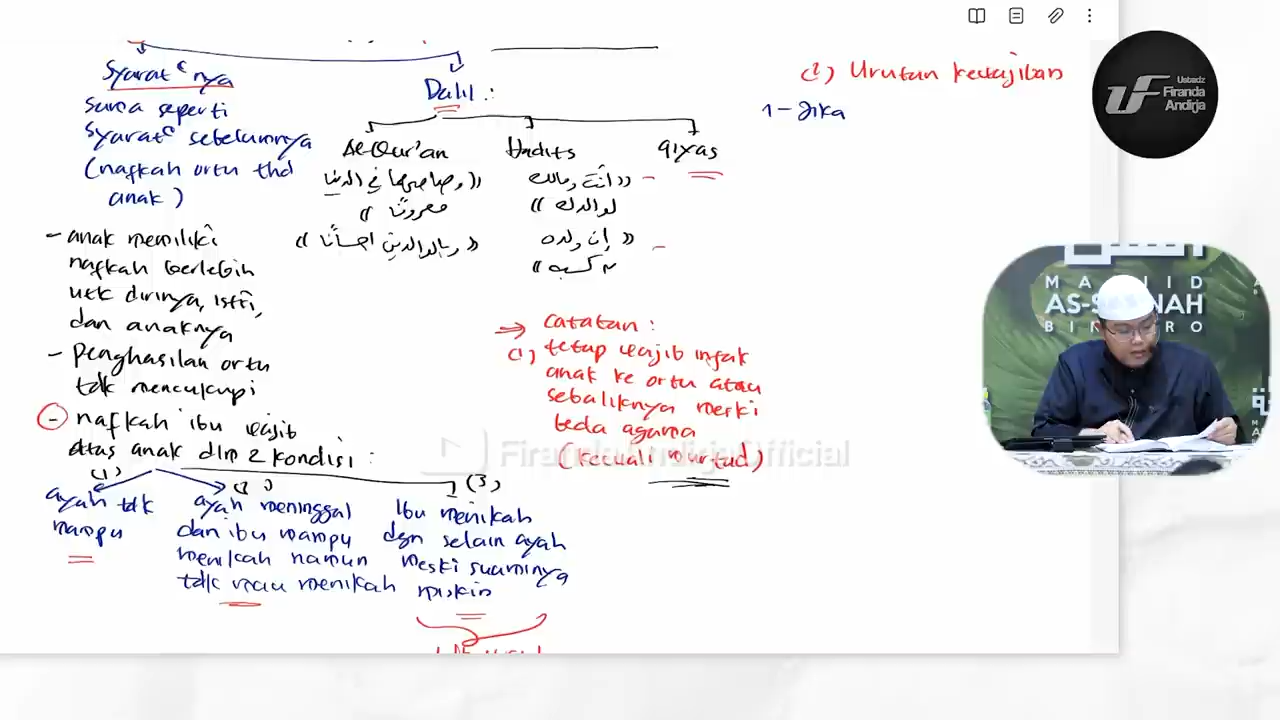 Syarat² nya
sama seperti
syarat² sebelumnya
(nafkah ortu thd
anak)
- anak memiliki
nafkah berlebih
utk dirinya, istri,
dan anaknya
- penghasilan ortu
tdk mencukupi
- nafkah ibu wajib
atas anak dlm 2 kondisi :
(1)
ayah tdk
mampu
(2)
ayah meninggal
dan ibu mampu
menikah namun
tdk mau menikah
(3)
Ibu menikah
dgn selain ayah
meski suaminya
miskin
Dalil :
Al-Qur'an
((وصاحبهما في الدنيا
معروفا))
((وبالوالدين احسانا))
Hadits
((أنت ومالك
لوالدك))
((إن ولده
من كسبه))
qiyas
catatan :
1) tetap wajib infak
anak ke ortu atau
sebaliknya meski
beda agama
(kecuali murtad)
2) Urutan kewajiban
1- Jika
Ustadz
Firanda
Andirja
MASJID
AS-SUNNAH
BINTARO
Firanda Andirja Official